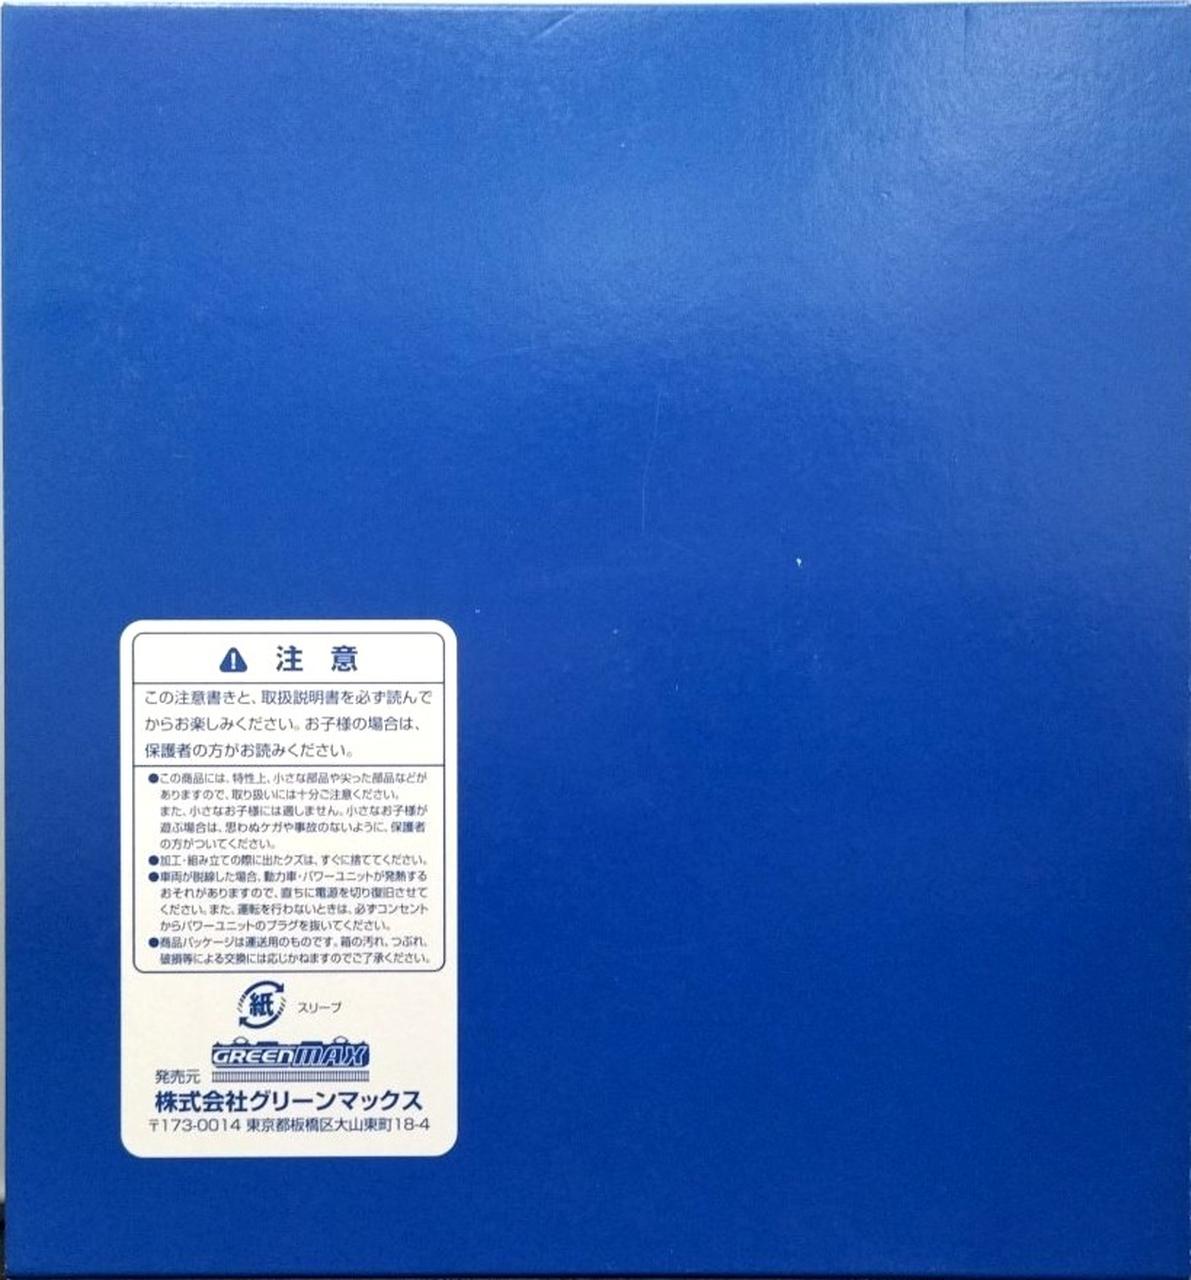 注 意
この注意書きと、取扱説明書を必ず読んで
からお楽しみください。お子様の場合は、
保護者の方がお読みください。
●この商品には、特性上、小さな部品や尖った部品などが
ありますので、取り扱いには十分ご注意ください。
また、小さなお子様には適しません。小さなお子様が
遊ぶ場合は、思わぬケガや事故のないように、保護者
の方がついてください。
●加工・組み立ての際に出たクズは、すぐに捨ててください。
●車両が脱線した場合、動力車・パワーユニットが発熱する
おそれがありますので、直ちに電源を切り復旧させて
ください。また、運転を行わないときは、必ずコンセント
からパワーユニットのプラグを抜いてください。
●商品パッケージは運送用のものです。箱の汚れ、つぶれ、
破損等による交換には応じかねますのでご了承ください。
紙 スリーブ
GREENMAX
発売元
株式会社グリーンマックス
〒173-0014 東京都板橋区大山東町18-4